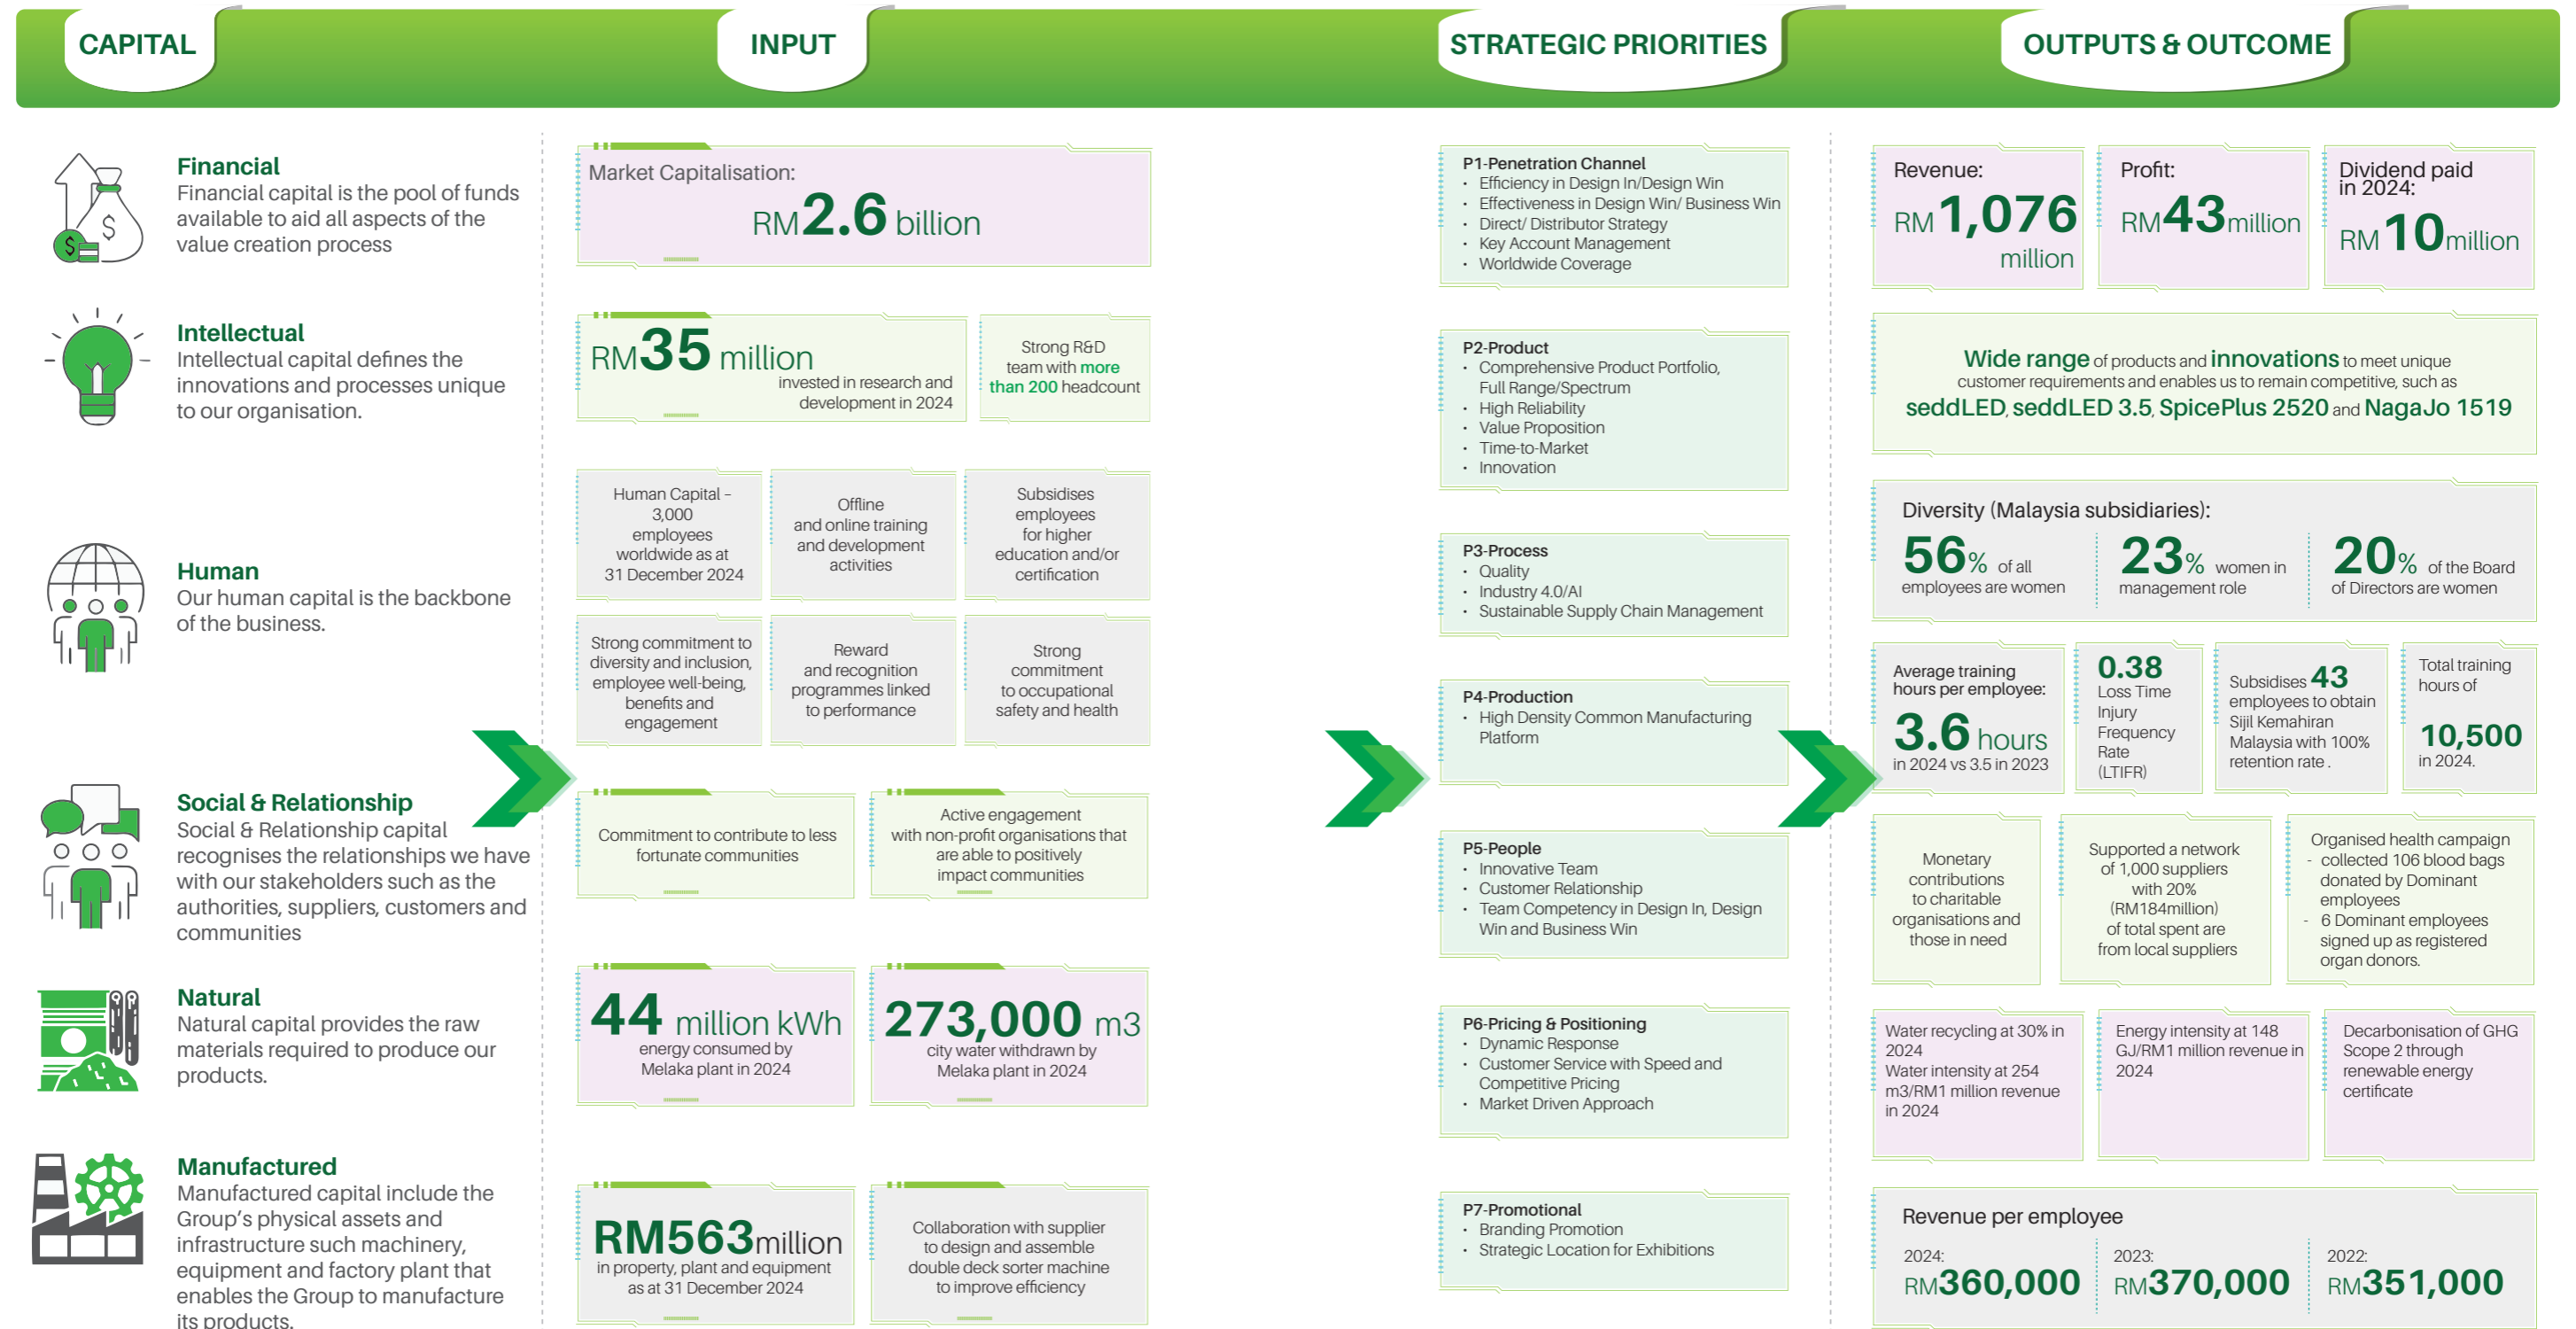 CAPITAL
INPUT
STRATEGIC PRIORITIES
OUTPUTS & OUTCOME
Financial
Financial capital is the pool of funds
available to aid all aspects of the
value creation process
Intellectual
Intellectual capital defines the
innovations and processes unique
to our organisation.
Human
Our human capital is the backbone
of the business.
Social & Relationship
Social & Relationship capital
recognises the relationships we have
with our stakeholders such as the
authorities, suppliers, customers and
communities
Natural
Natural capital provides the raw
materials required to produce our
products.
Manufactured
Manufactured capital include the
Group's physical assets and
infrastructure such machinery,
equipment and factory plant that
enables the Group to manufacture
its products.
Market Capitalisation:
RM2.6 billion
RM35 million
invested in research and
development in 2024
Strong R&D
team with more
than 200 headcount
Human Capital –
3,000
employees
worldwide as at
31 December 2024
Offline
and online training
and development
activities
Subsidises
employees
for higher
education and/or
certification
Strong commitment to
diversity and inclusion,
employee well-being,
benefits and
engagement
Reward
and recognition
programmes linked
to performance
Strong
commitment
to occupational
safety and health
Commitment to contribute to less
fortunate communities
Active engagement
with non-profit organisations that
are able to positively
impact communities
44 million kWh
energy consumed by
Melaka plant in 2024
273,000 m3
city water withdrawn by
Melaka plant in 2024
RM563million
in property, plant and equipment
as at 31 December 2024
Collaboration with supplier
to design and assemble
double deck sorter machine
to improve efficiency
P1-Penetration Channel
• Efficiency in Design In/Design Win
• Effectiveness in Design Win/ Business Win
• Direct/ Distributor Strategy
• Key Account Management
• Worldwide Coverage
P2-Product
• Comprehensive Product Portfolio,
Full Range/Spectrum
• High Reliability
• Value Proposition
• Time-to-Market
• Innovation
P3-Process
• Quality
• Industry 4.0/AI
• Sustainable Supply Chain Management
P4-Production
• High Density Common Manufacturing
Platform
P5-People
• Innovative Team
• Customer Relationship
• Team Competency in Design In, Design
Win and Business Win
P6-Pricing & Positioning
• Dynamic Response
• Customer Service with Speed and
Competitive Pricing
• Market Driven Approach
P7-Promotional
• Branding Promotion
• Strategic Location for Exhibitions
Revenue:
RM 1,076
million
Profit:
RM43million
Dividend paid
in 2024:
RM 10million
Wide range of products and innovations to meet unique
customer requirements and enables us to remain competitive, such as
seddLED, seddLED 3.5, SpicePlus 2520 and NagaJo 1519
Diversity (Malaysia subsidiaries):
56% of all
employees are women
23% women in
management role
20% of the Board
of Directors are women
Average training
hours per employee:
3.6 hours
in 2024 vs 3.5 in 2023
0.38
Loss Time
Injury
Frequency
Rate
(LTIFR)
Subsidises 43
employees to obtain
Sijil Kemahiran
Malaysia with 100%
retention rate .
Total training
hours of
10,500
in 2024.
Monetary
contributions
to charitable
organisations and
those in need
Supported a network
of 1,000 suppliers
with 20%
(RM184million)
of total spent are
from local suppliers
Organised health campaign
- collected 106 blood bags
donated by Dominant
employees
- 6 Dominant employees
signed up as registered
organ donors.
Water recycling at 30% in
2024
Water intensity at 254
m3/RM1 million revenue
in 2024
Energy intensity at 148
GJ/RM1 million revenue in
2024
Decarbonisation of GHG
Scope 2 through
renewable energy
certificate
Revenue per employee
2024:
RM360,000
2023:
RM370,000
2022:
RM351,000
$
$